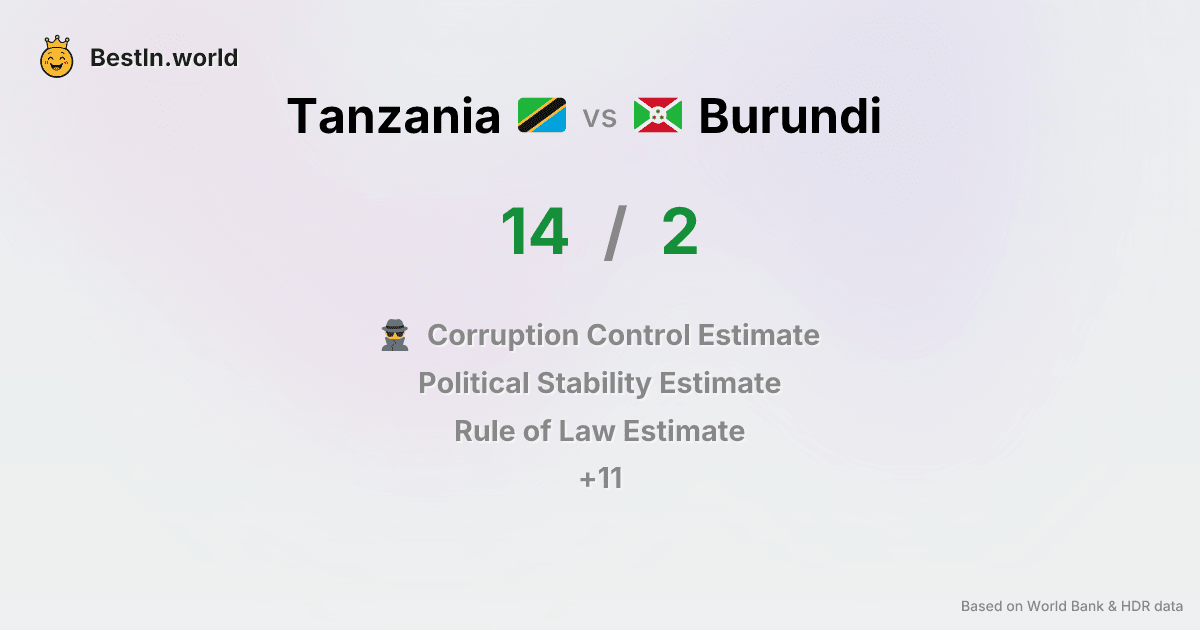 BestIn.world
Tanzania vs Burundi
14 / 2
Corruption Control Estimate
Political Stability Estimate
Rule of Law Estimate
+11
Based on World Bank & HDR data